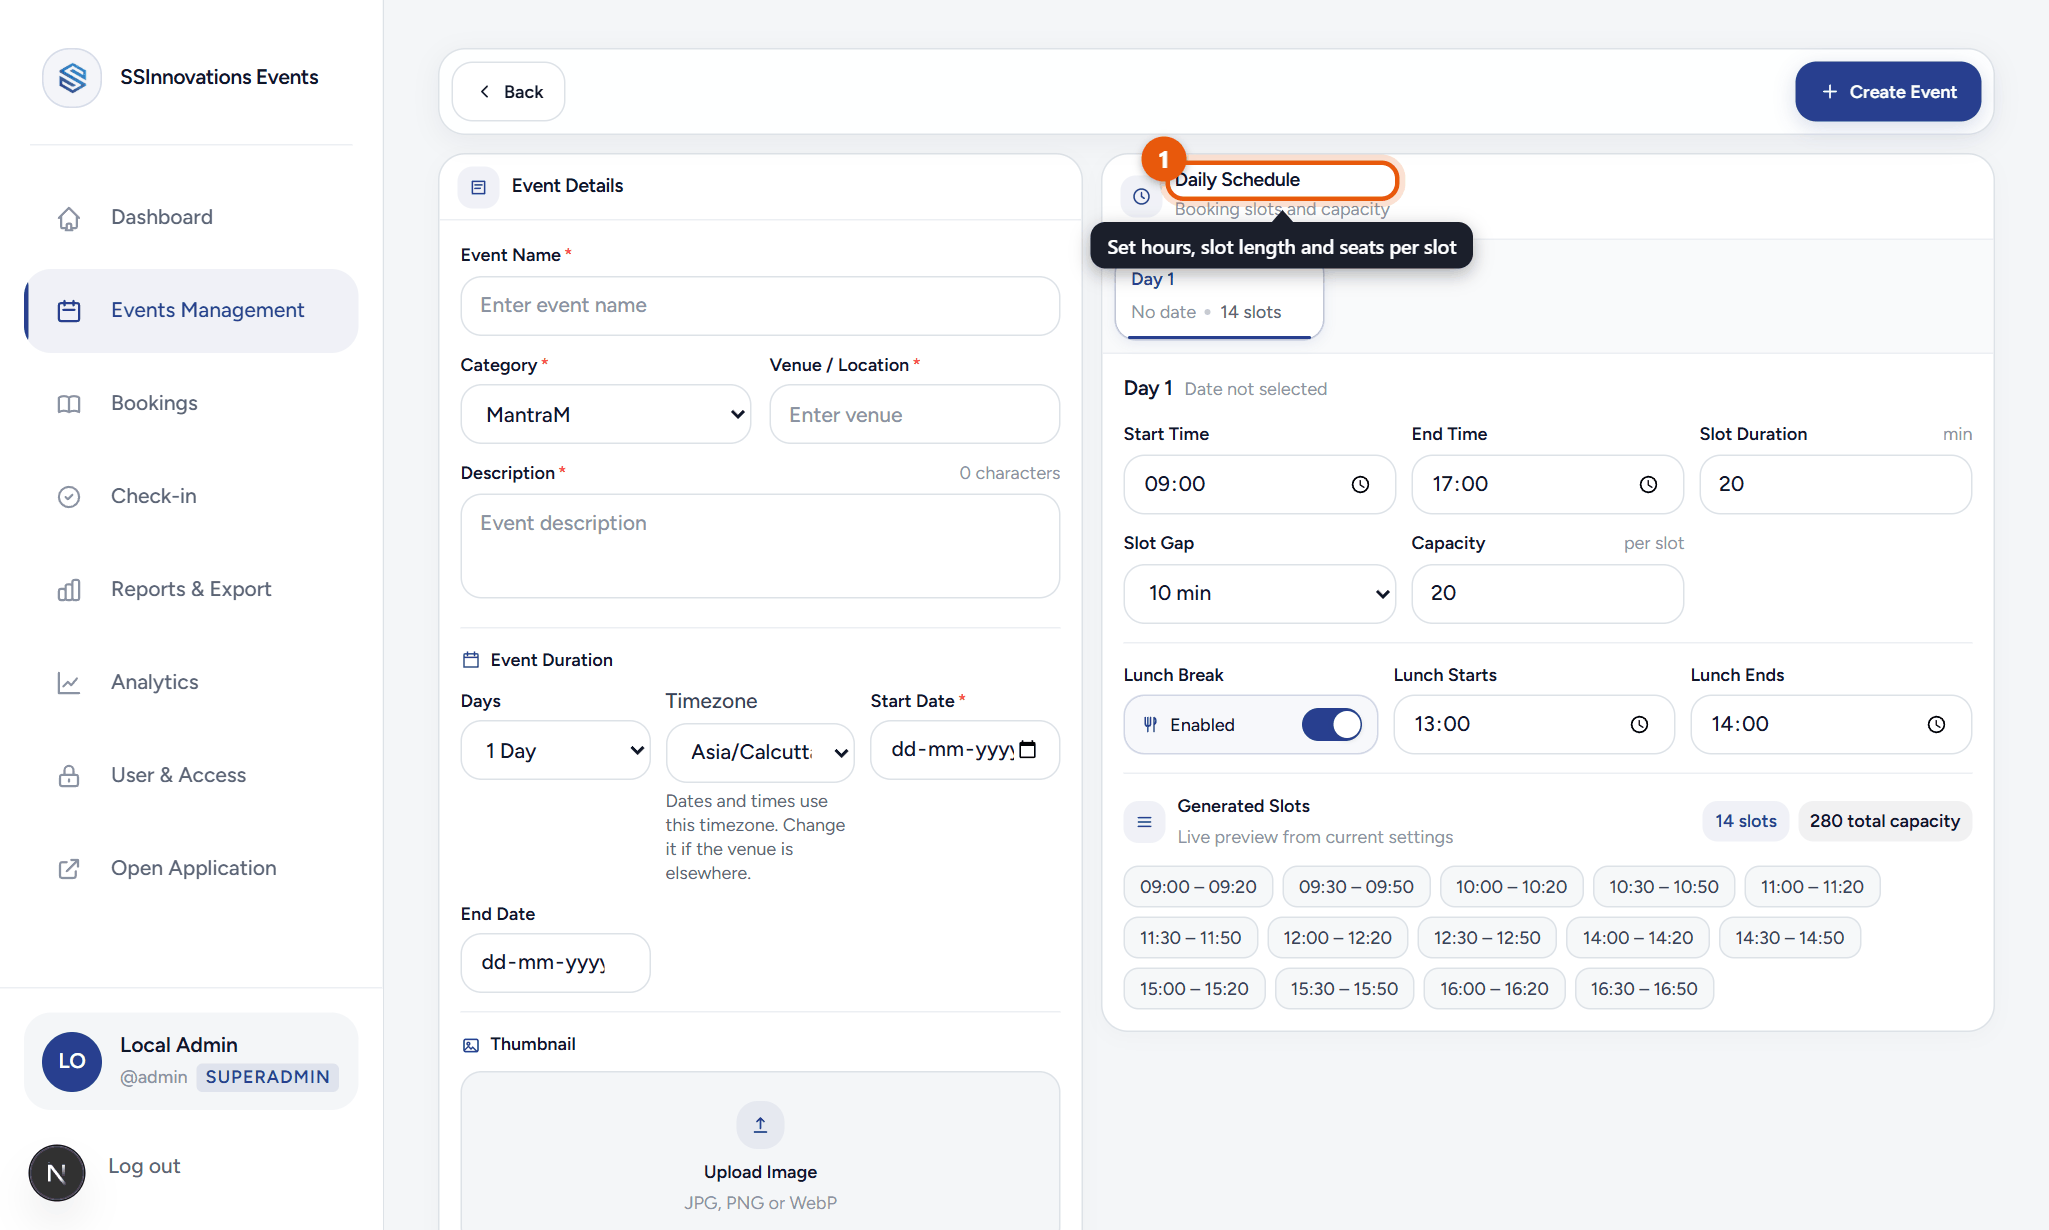 SSInnovations Events
Dashboard
Events Management
Bookings
Check-in
Reports & Export
Analytics
User & Access
Open Application
LO
Local Admin
@admin SUPERADMIN
N
Log out
Back
+ Create Event
Event Details
Event Name *
Enter event name
Category * Venue / Location *
MantraM Enter venue
Description * 0 characters
Event description
Event Duration
Days Timezone Start Date *
1 Day Asia/Calcutt dd-mm-yyyy
Dates and times use
this timezone. Change
it if the venue is
elsewhere.
End Date
dd-mm-yyyy
Thumbnail
Upload Image
JPG, PNG or WebP
1
Daily Schedule
Booking slots and capacity
Set hours, slot length and seats per slot
Day 1
No date • 14 slots
Day 1 Date not selected
Start Time End Time Slot Duration min
09:00 17:00 20
Slot Gap Capacity per slot
10 min 20
Lunch Break Lunch Starts Lunch Ends
Enabled 13:00 14:00
Generated Slots
Live preview from current settings
14 slots 280 total capacity
09:00 – 09:20 09:30 – 09:50 10:00 – 10:20 10:30 – 10:50 11:00 – 11:20
11:30 – 11:50 12:00 – 12:20 12:30 – 12:50 14:00 – 14:20 14:30 – 14:50
15:00 – 15:20 15:30 – 15:50 16:00 – 16:20 16:30 – 16:50